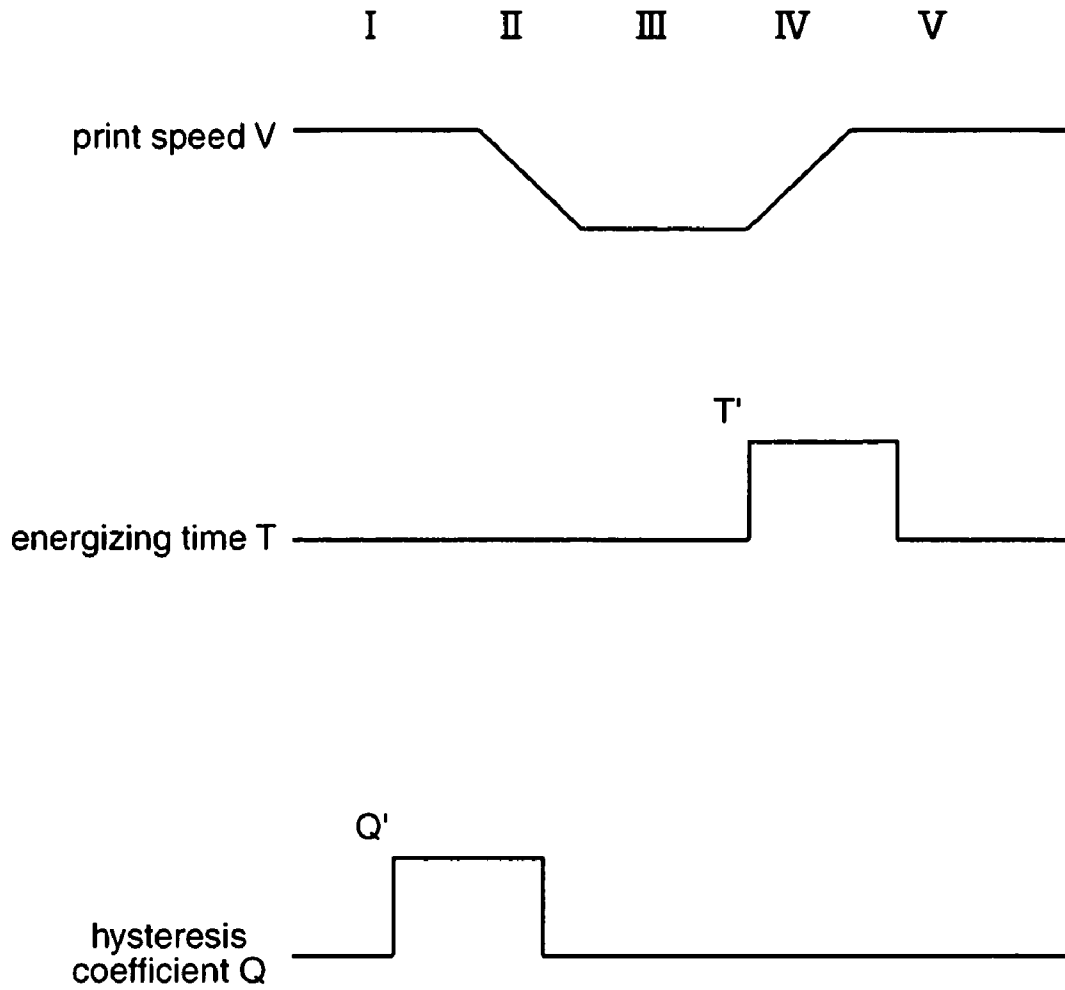 Ⅰ Ⅱ Ⅲ Ⅳ Ⅴ
print speed V
T'
energizing time T
Q'
hysteresis
coefficient Q